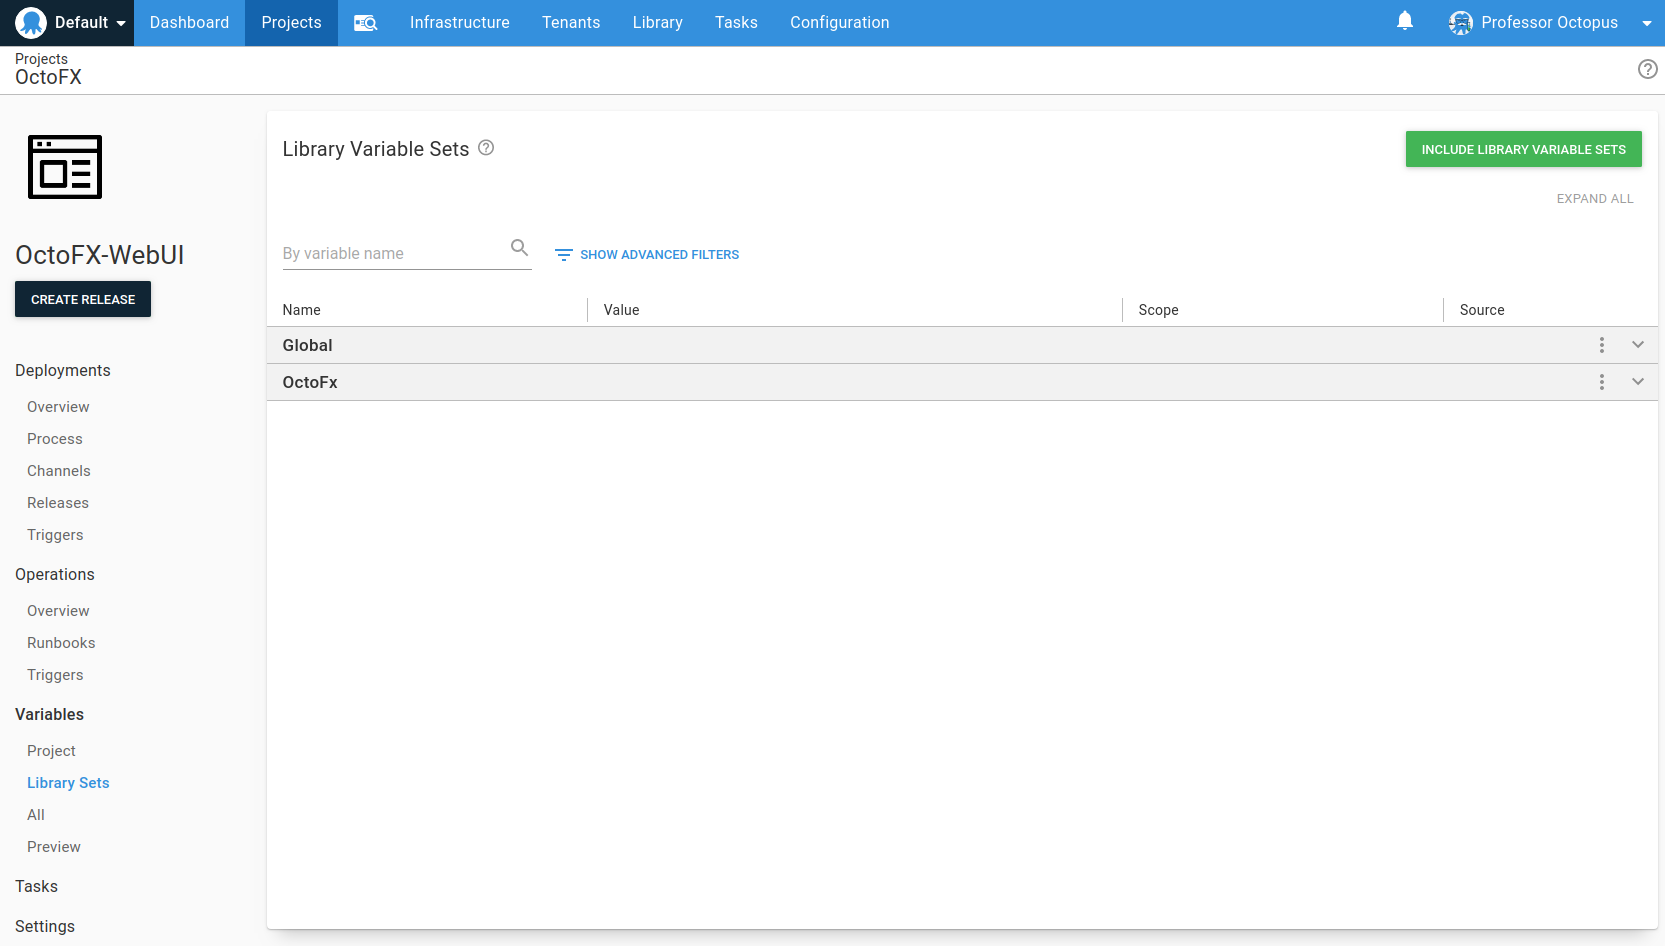 Default Dashboard Projects Infrastructure Tenants Library Tasks Configuration Professor Octopus
Projects
OctoFX
OctoFX-WebUI
CREATE RELEASE
Deployments
Overview
Process
Channels
Releases
Triggers
Operations
Overview
Runbooks
Triggers
Variables
Project
Library Sets
All
Preview
Tasks
Settings
Library Variable Sets
INCLUDE LIBRARY VARIABLE SETS
EXPAND ALL
By variable name SHOW ADVANCED FILTERS
Name Value Scope Source
Global
OctoFx